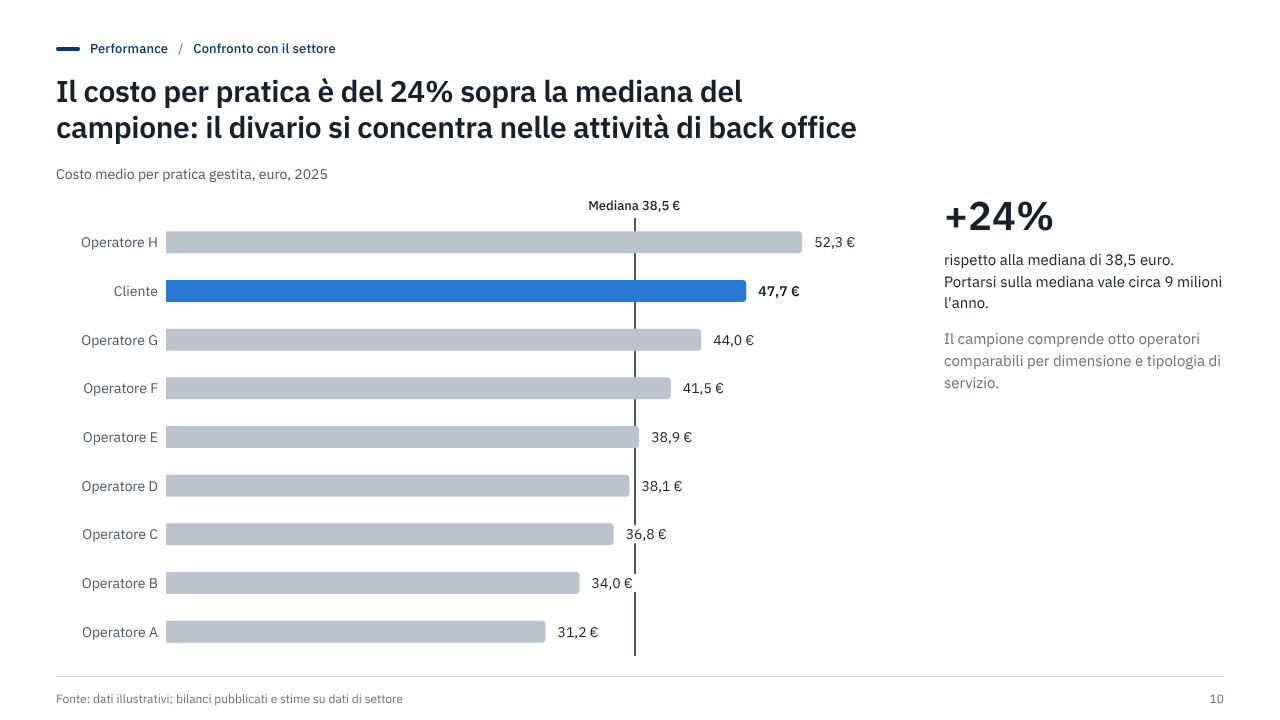 Performance / Confronto con il settore
Il costo per pratica è del 24% sopra la mediana del
campione: il divario si concentra nelle attività di back office
Costo medio per pratica gestita, euro, 2025
Mediana 38,5 €
Operatore H 52,3 €
Cliente 47,7 €
Operatore G 44,0 €
Operatore F 41,5 €
Operatore E 38,9 €
Operatore D 38,1 €
Operatore C 36,8 €
Operatore B 34,0 €
Operatore A 31,2 €
+24%
rispetto alla mediana di 38,5 euro.
Portarsi sulla mediana vale circa 9 milioni
l'anno.
Il campione comprende otto operatori
comparabili per dimensione e tipologia di
servizio.
Fonte: dati illustrativi; bilanci pubblicati e stime su dati di settore
10